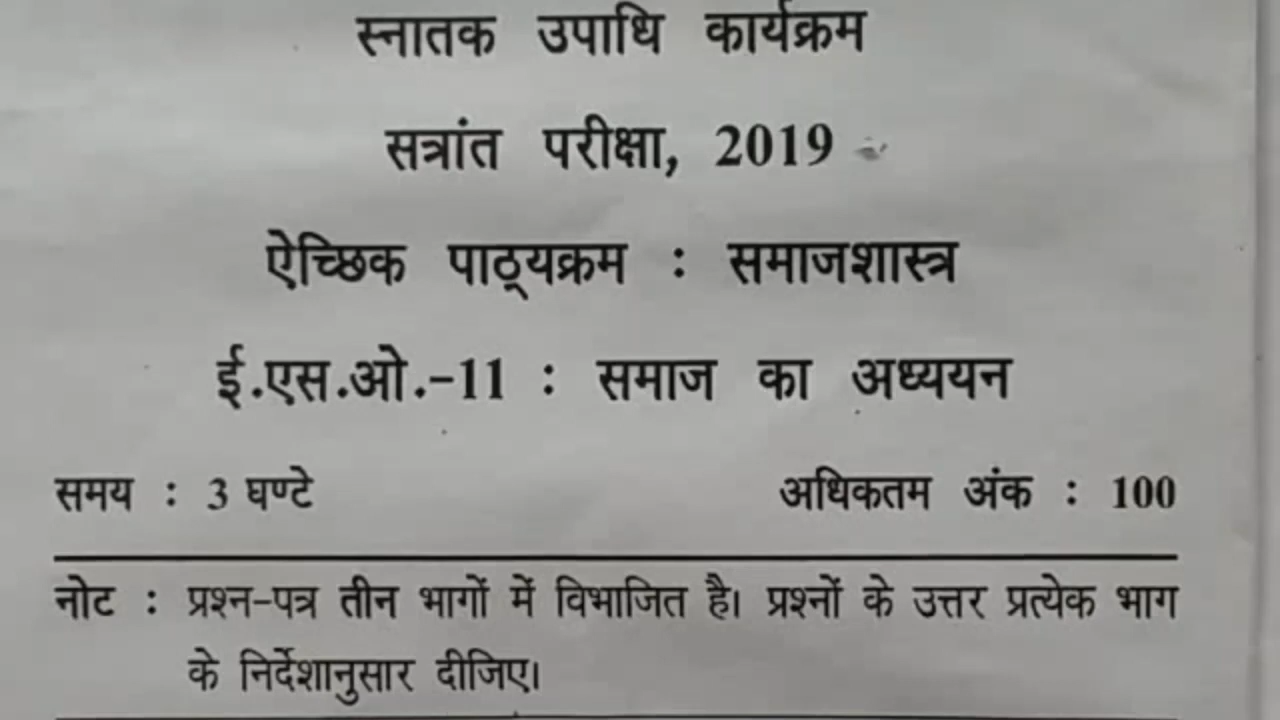 स्नातक उपाधि कार्यक्रम
सत्रांत परीक्षा, 2019
ऐच्छिक पाठ्यक्रम : समाजशास्त्र
ई.एस.ओ.-11 : समाज का अध्ययन
समय : 3 घण्टे अधिकतम अंक : 100
नोट : प्रश्न-पत्र तीन भागों में विभाजित है। प्रश्नों के उत्तर प्रत्येक भाग
के निर्देशानुसार दीजिए।